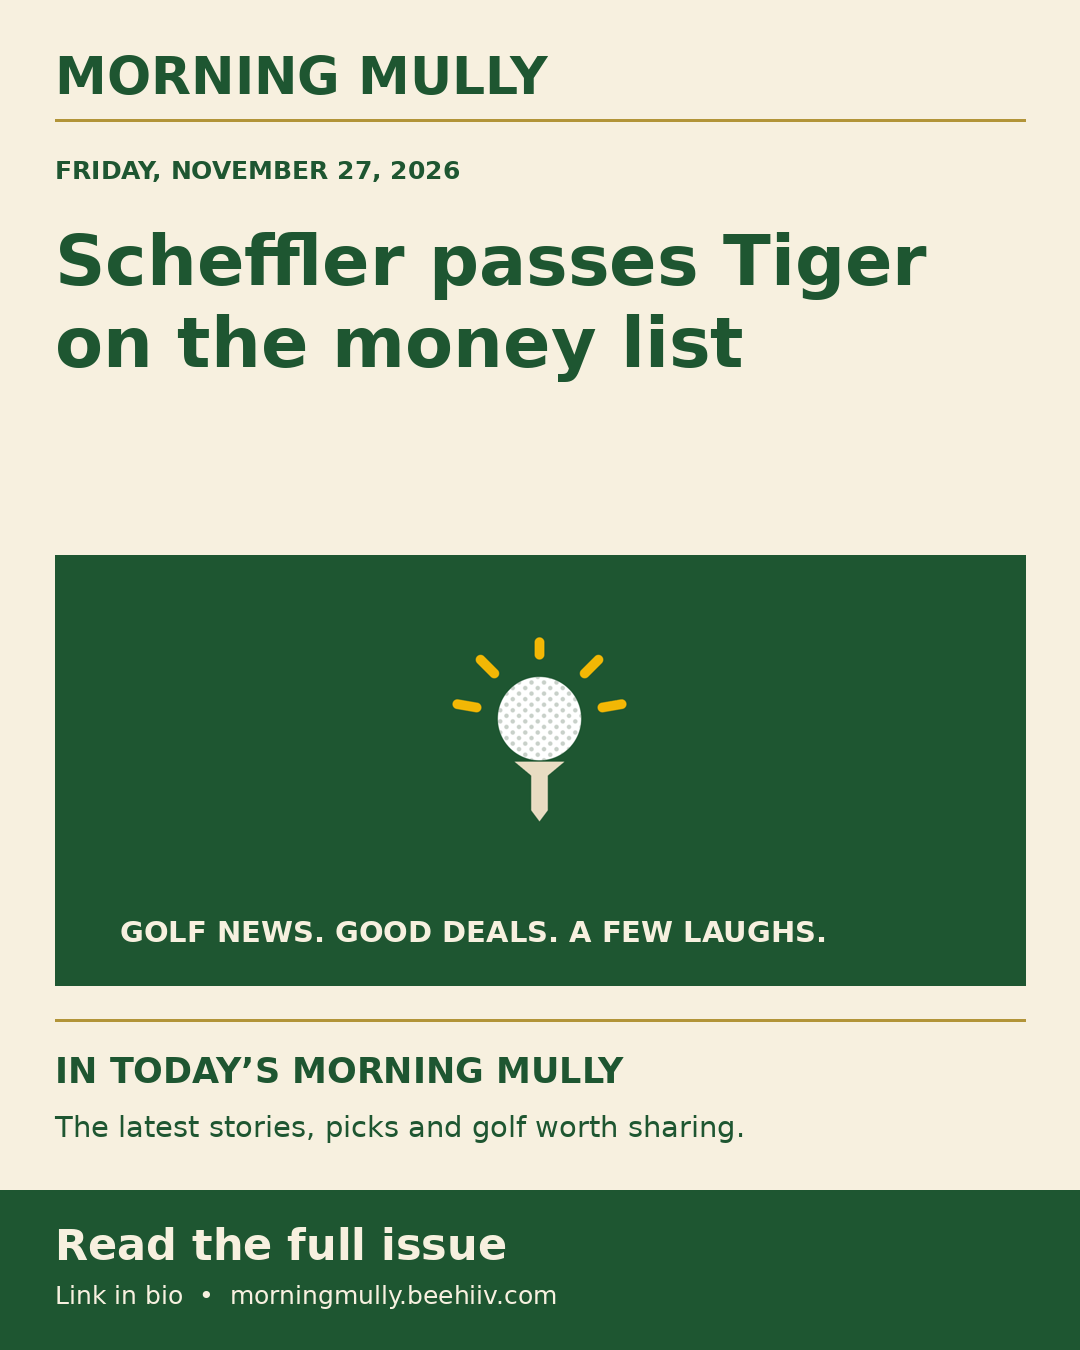 MORNING MULLY
FRIDAY, NOVEMBER 27, 2026
Scheffler passes Tiger
on the money list
GOLF NEWS. GOOD DEALS. A FEW LAUGHS.
IN TODAY’S MORNING MULLY
The latest stories, picks and golf worth sharing.
Read the full issue
Link in bio • morningmully.beehiiv.com